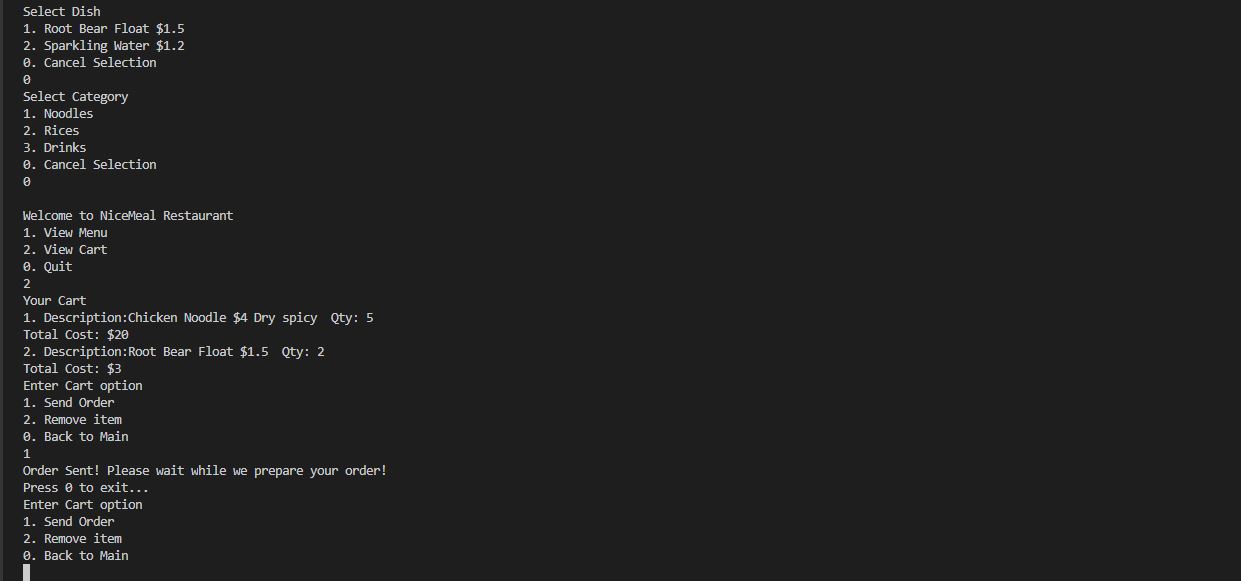 Select Dish
1. Root Bear Float $1.5
2. Sparkling Water $1.2
0. Cancel Selection
0
Select Category
1. Noodles
2. Rices
3. Drinks
0. Cancel Selection
0
Welcome to NiceMeal Restaurant
1. View Menu
2. View Cart
0. Quit
2
Your Cart
1. Description:Chicken Noodle $4 Dry spicy  Qty: 5
Total Cost: $20
2. Description:Root Bear Float $1.5  Qty: 2
Total Cost: $3
Enter Cart option
1. Send Order
2. Remove item
0. Back to Main
1
Order Sent! Please wait while we prepare your order!
Press 0 to exit...
Enter Cart option
1. Send Order
2. Remove item
0. Back to Main